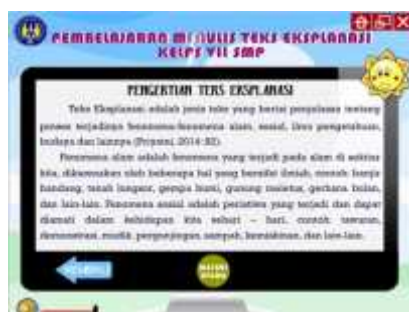 PEMBELAJARAN MENULIS TEKS EKSPLANASI
KELAS VII SMP
PENGERTIAN TEKS EKSPLANASI
Teks Eksplanasi adalah jenis teks yang berisi penjelasan tentang
proses terjadinya fenomena-fenomena alam, sosial, ilmu pengetahuan,
budaya dan lainnya (Priyatni, 2014:82).
Fenomena alam adalah fenomena yang terjadi pada alam di sekitar
kita, dikarenakan oleh beberapa hal yang bersifat ilmiah, contoh: banjir
bandang, tanah longsor, gempa bumi, gunung meletus, gerhana bulan,
dan lain-lain. Fenomena sosial adalah peristiwa yang terjadi dan dapat
diamati dalam kehidupan kita sehari - hari, contoh: tawuran,
demonstrasi, mudik, pengangguran, sampah, kemiskinan, dan lain-lain.